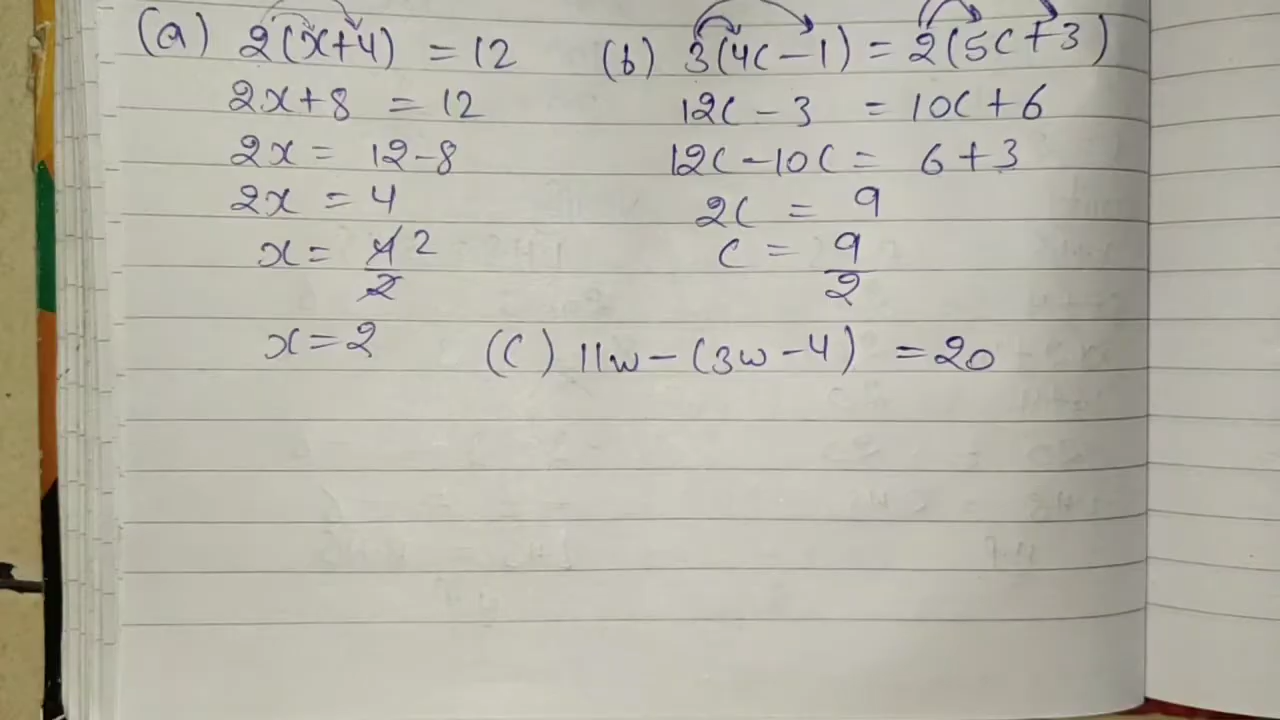 (a) 2(x+4) = 12
2x+8 = 12
2x = 12-8
2x = 4
x = 4 2
2
x = 2
(b) 3(4c-1) = 2(5c+3)
12c - 3 = 10c + 6
12c - 10c = 6 + 3
2c = 9
c = 9
2
(C) 11w - (3w - 4) = 20